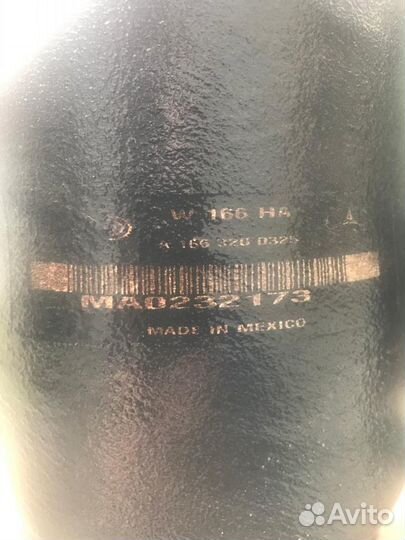 W 166 HA
A 166 320 0325
MA0232173
MADE IN MEXICO
Avito